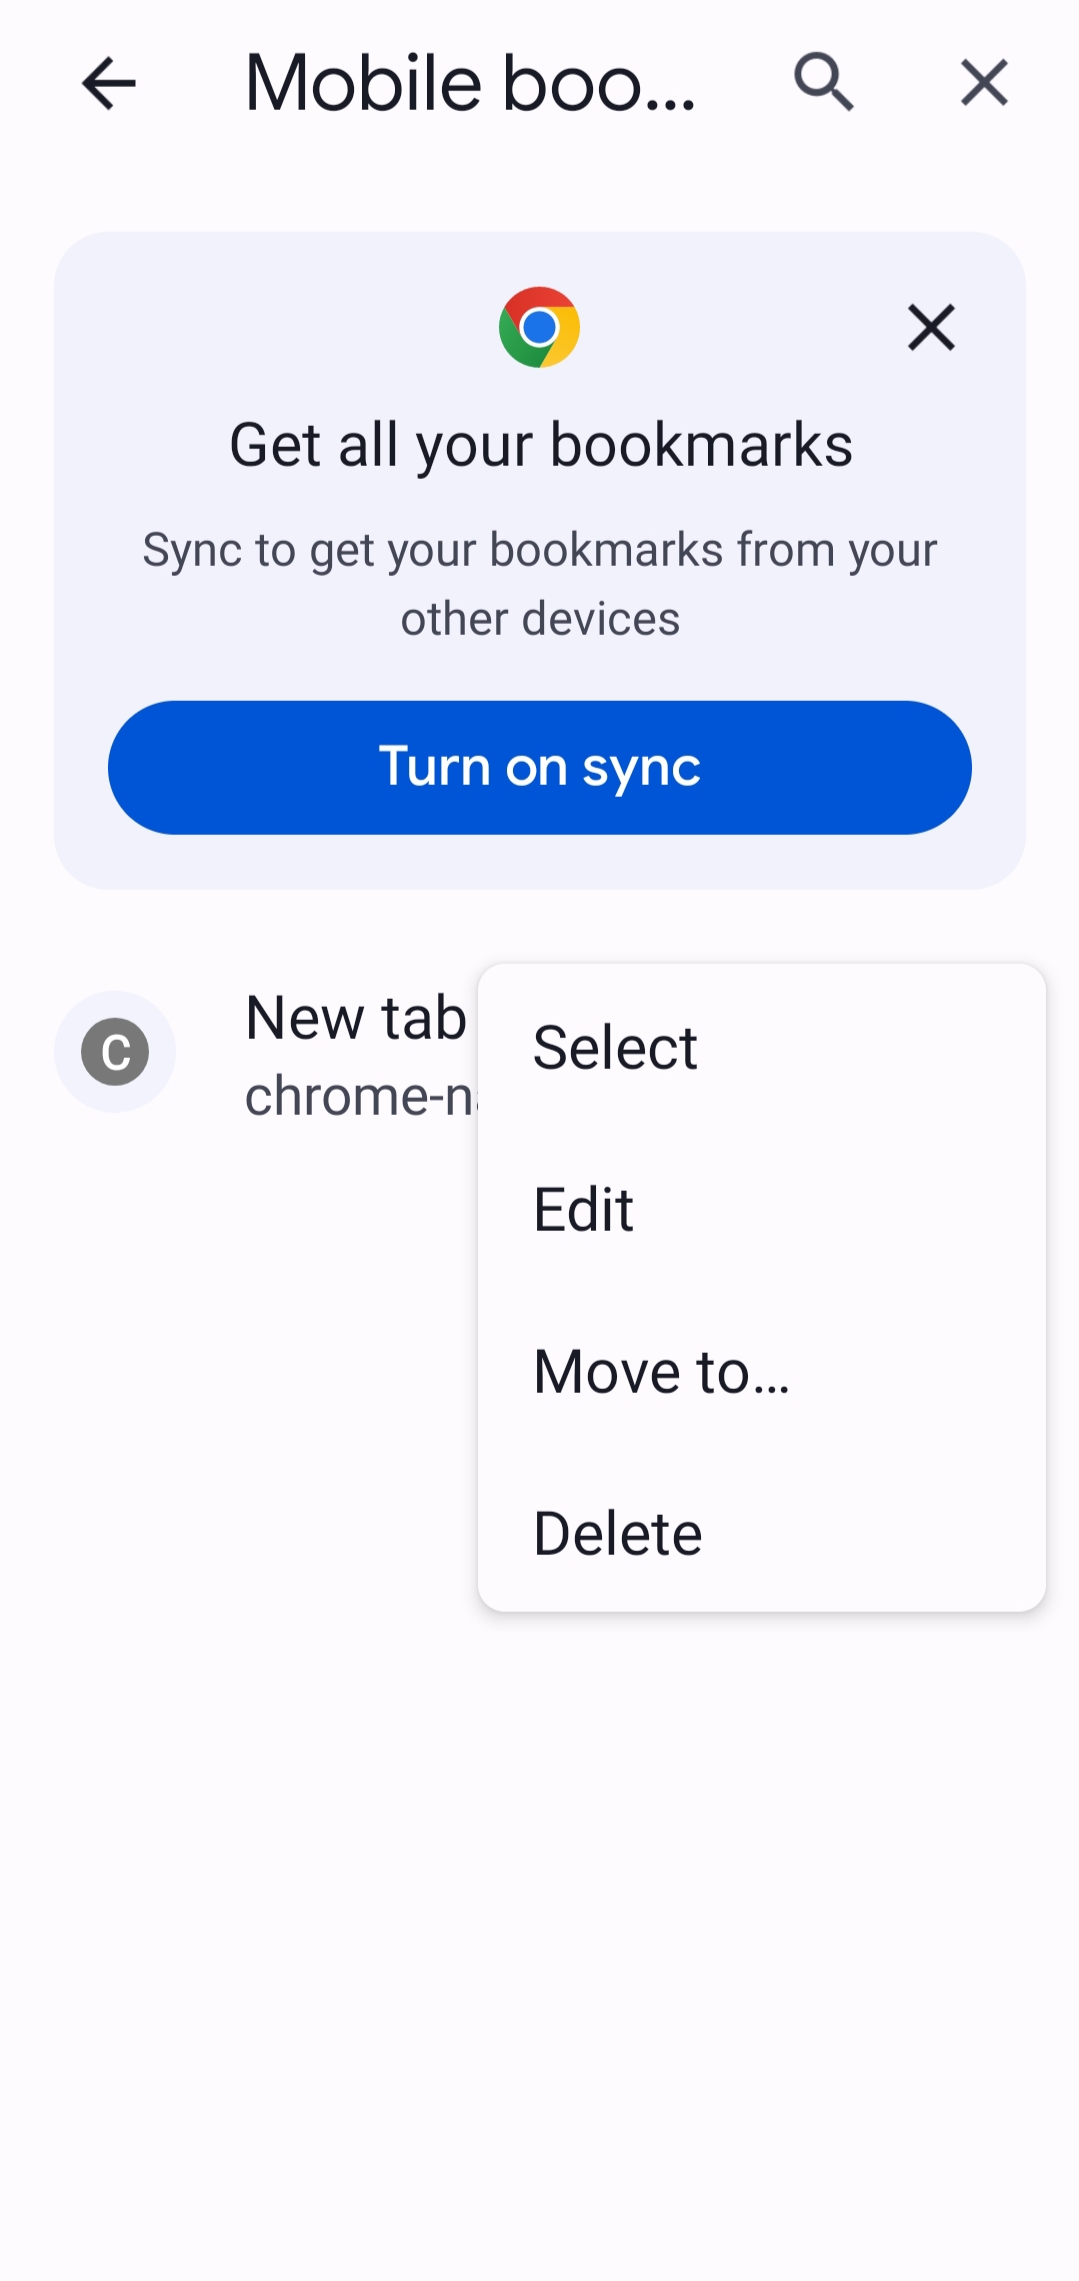 Mobile boo...
Get all your bookmarks
Sync to get your bookmarks from your
other devices
Turn on sync
C
New tab
chrome-n
Select
Edit
Move to...
Delete